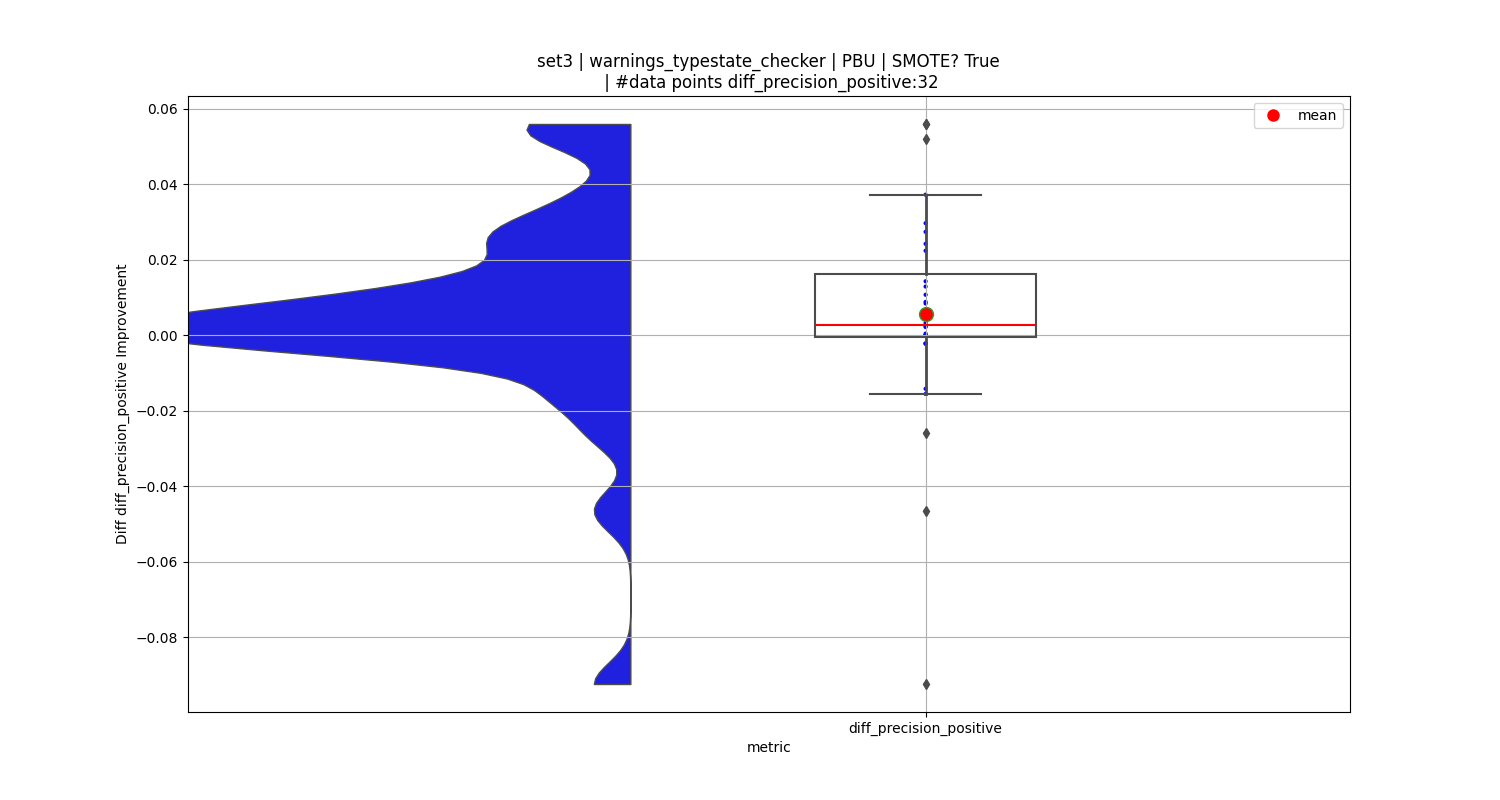 set3 | warnings_typestate_checker | PBU | SMOTE? True
| #data points diff_precision_positive:32
mean
0.06
0.04
0.02
0.00
−0.02
−0.04
−0.06
−0.08
Diff diff_precision_positive Improvement
diff_precision_positive
metric